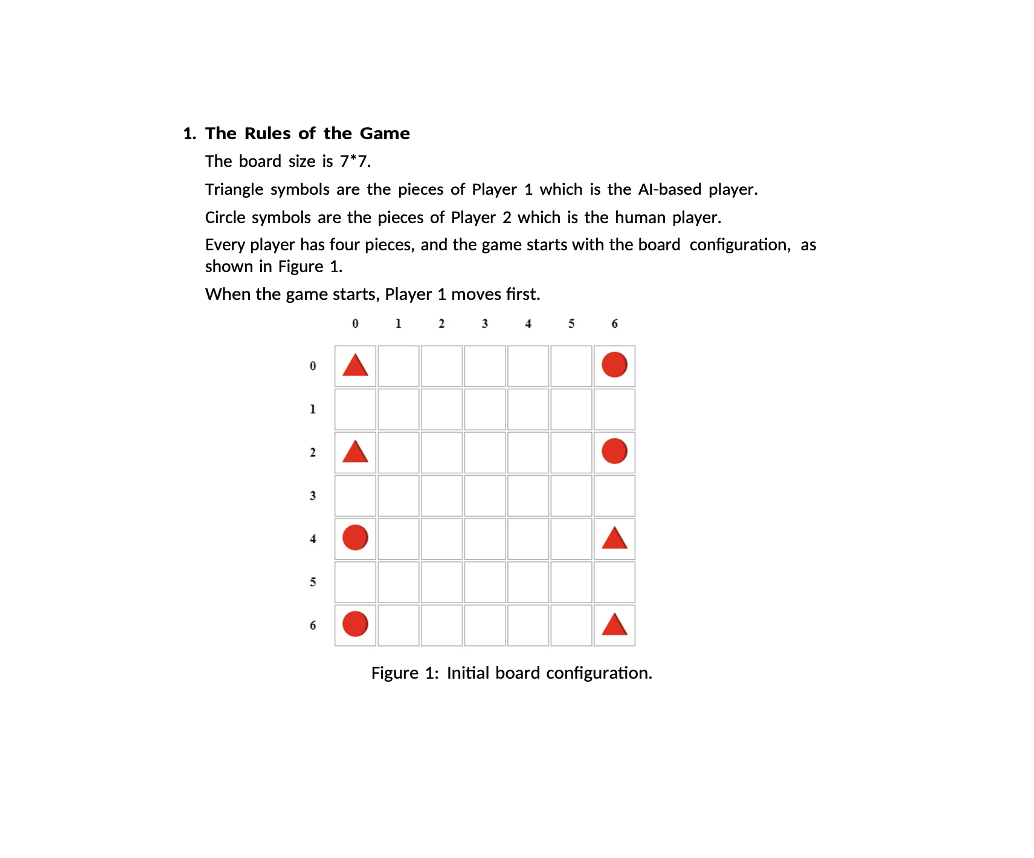 1. The Rules of the Game
The board size is 7*7.
Triangle symbols are the pieces of Player 1 which is the AI-based player.
Circle symbols are the pieces of Player 2 which is the human player.
Every player has four pieces, and the game starts with the board configuration, as
shown in Figure 1.
When the game starts, Player 1 moves first.
0 1 2 3 4 5 6
0
1
2
3
4
5
6
Figure 1: Initial board configuration.